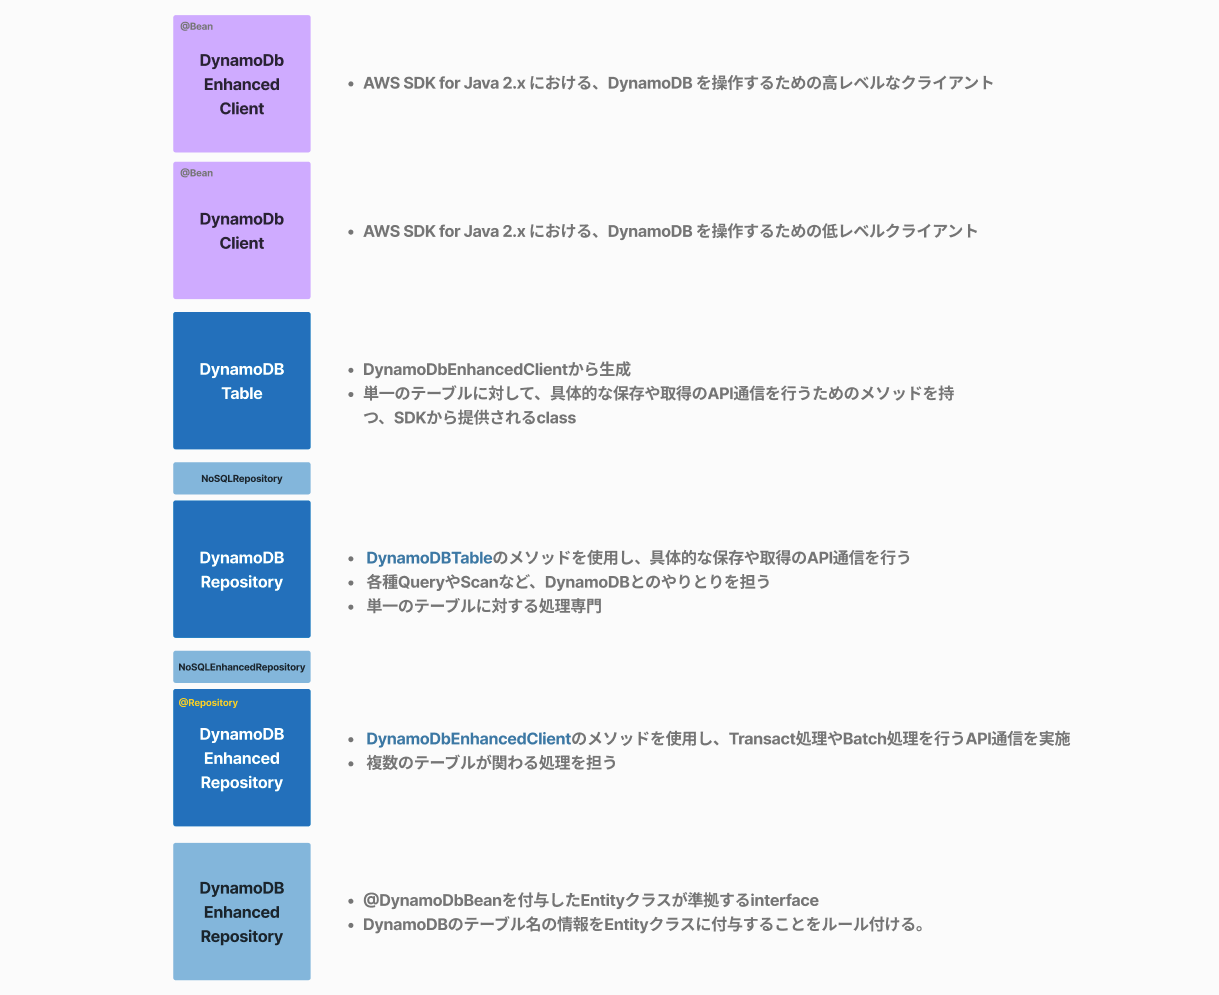 @Bean
DynamoDb
Enhanced
Client
• AWS SDK for Java 2.x における、DynamoDB を操作するための高レベルなクライアント
@Bean
DynamoDb
Client
• AWS SDK for Java 2.x における、DynamoDB を操作するための低レベルクライアント
DynamoDB
Table
• DynamoDbEnhancedClientから生成
• 単一のテーブルに対して、具体的な保存や取得のAPI通信を行うためのメソッドを持
つ、SDKから提供されるclass
NoSQLRepository
DynamoDB
Repository
• DynamoDBTableのメソッドを使用し、具体的な保存や取得のAPI通信を行う
• 各種QueryやScanなど、DynamoDBとのやりとりを担う
• 単一のテーブルに対する処理専門
NoSQLEnhancedRepository
@Repository
DynamoDB
Enhanced
Repository
• DynamoDbEnhancedClientのメソッドを使用し、Transact処理やBatch処理を行うAPI通信を実施
• 複数のテーブルが関わる処理を担う
DynamoDB
Enhanced
Repository
• @DynamoDbBeanを付与したEntityクラスが準拠するinterface
• DynamoDBのテーブル名の情報をEntityクラスに付与することをルール付ける。